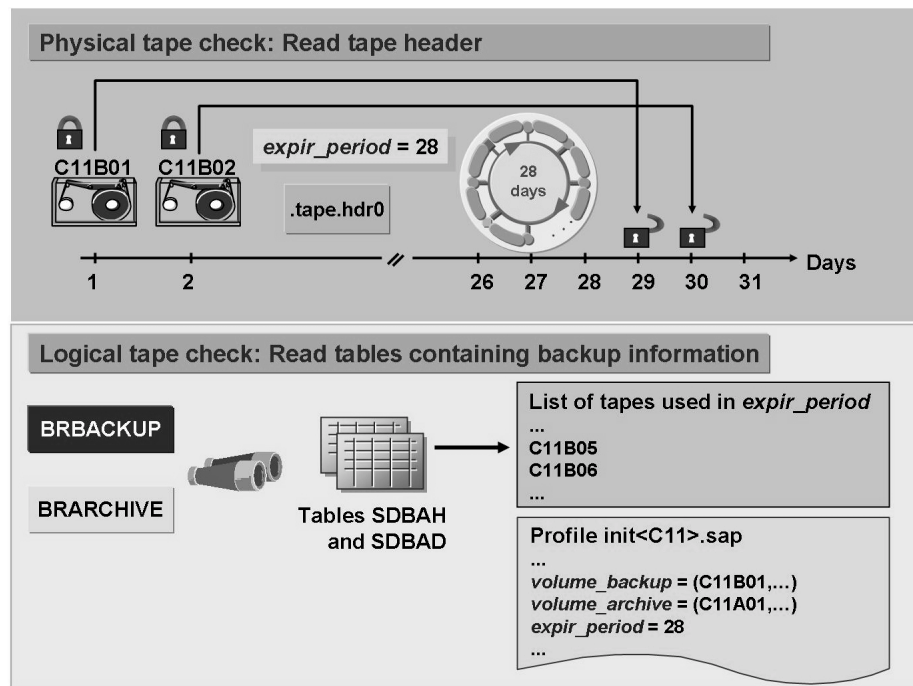 Physical tape check: Read tape header
C11B01
C11B02
expir_period = 28
.tape.hdr0
28
days
...
1
2
26
27
28
29
30
31
Days
Logical tape check: Read tables containing backup information
BRBACKUP
BRARCHIVE
Tables SDBAH
and SDBAD
List of tapes used in expir_period
...
C11B05
C11B06
...
Profile init<C11>.sap
...
volume_backup = (C11B01,...)
volume_archive = (C11A01,...)
expir_period = 28
...